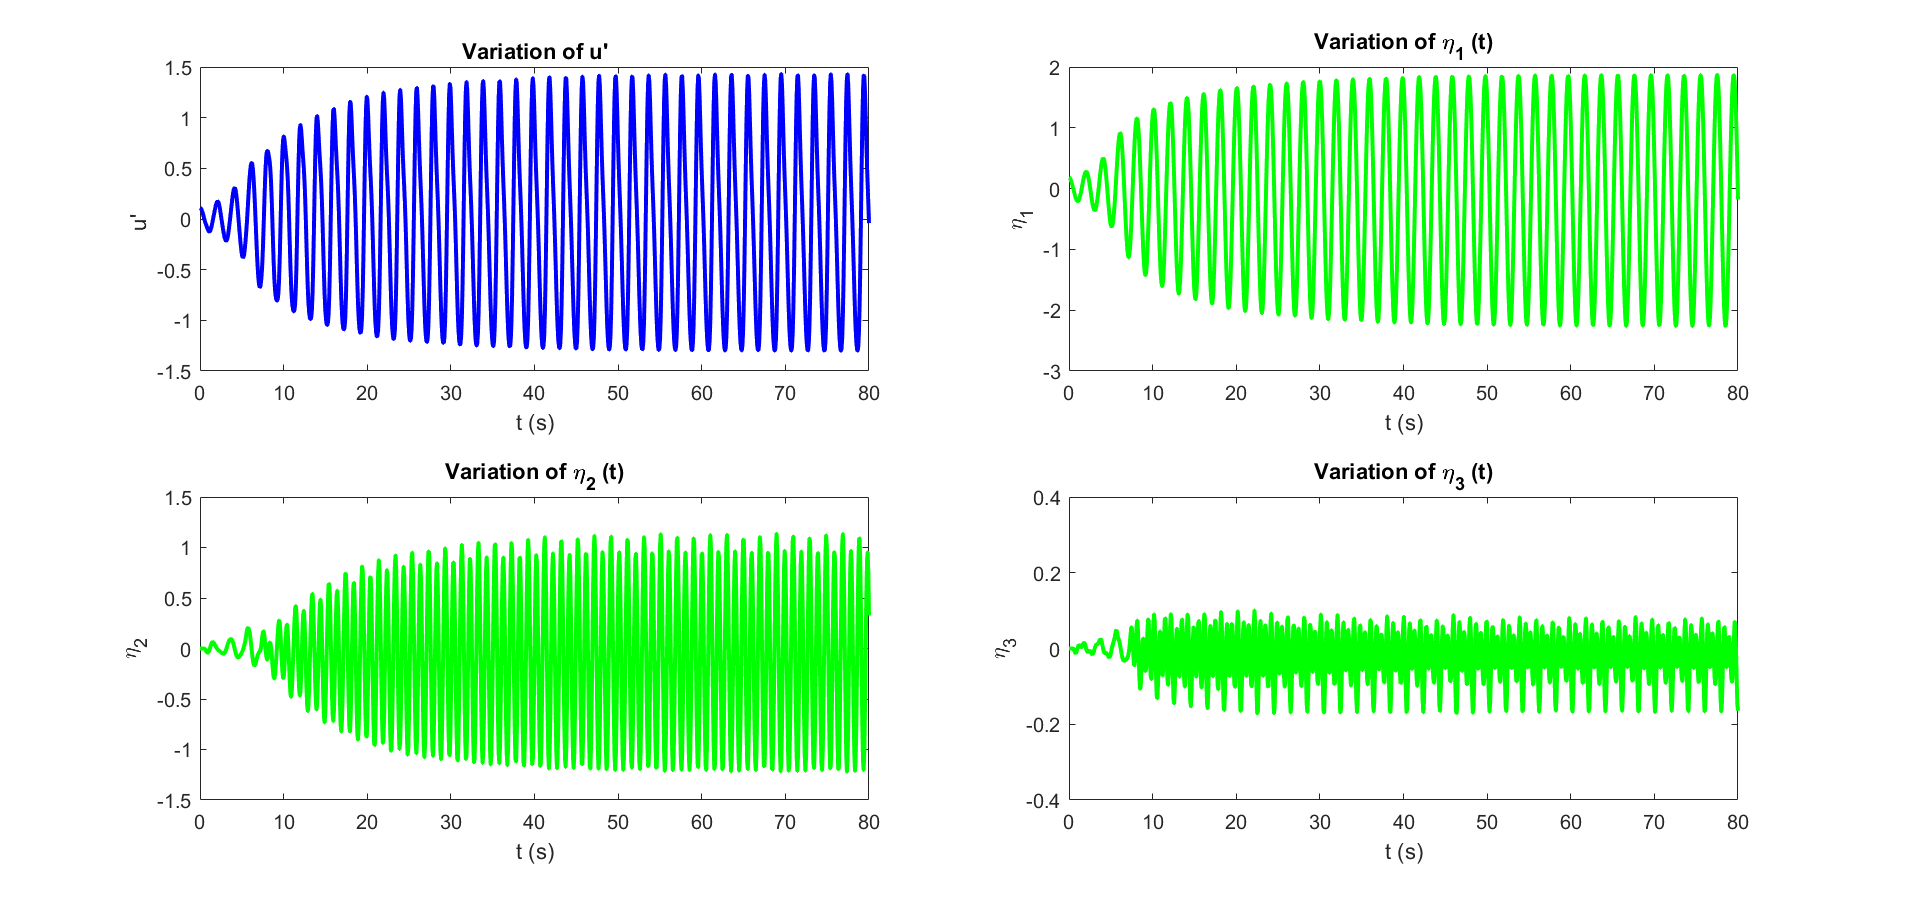 Variation of u'
1.5
1
0.5
0
-0.5
-1
-1.5
u'
0 10 20 30 40 50 60 70 80
t (s)
Variation of η1 (t)
2
1
0
-1
-2
-3
η1
0 10 20 30 40 50 60 70 80
t (s)
Variation of η2 (t)
1.5
1
0.5
0
-0.5
-1
-1.5
η2
0 10 20 30 40 50 60 70 80
t (s)
Variation of η3 (t)
0.4
0.2
0
-0.2
-0.4
η3
0 10 20 30 40 50 60 70 80
t (s)